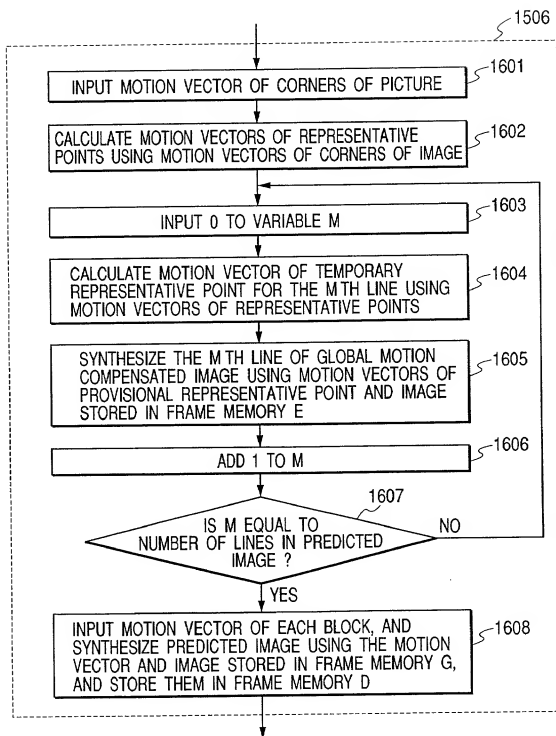 1506
INPUT MOTION VECTOR OF CORNERS OF PICTURE
1601
CALCULATE MOTION VECTORS OF REPRESENTATIVE
POINTS USING MOTION VECTORS OF CORNERS OF IMAGE
1602
INPUT 0 TO VARIABLE M
1603
CALCULATE MOTION VECTOR OF TEMPORARY
REPRESENTATIVE POINT FOR THE M TH LINE USING
MOTION VECTORS OF REPRESENTATIVE POINTS
1604
SYNTHESIZE THE M TH LINE OF GLOBAL MOTION
COMPENSATED IMAGE USING MOTION VECTORS OF
PROVISIONAL REPRESENTATIVE POINT AND IMAGE
STORED IN FRAME MEMORY E
1605
ADD 1 TO M
1606
1607
IS M EQUAL TO
NUMBER OF LINES IN PREDICTED
IMAGE ?
NO
YES
INPUT MOTION VECTOR OF EACH BLOCK, AND
SYNTHESIZE PREDICTED IMAGE USING THE MOTION
VECTOR AND IMAGE STORED IN FRAME MEMORY G,
AND STORE THEM IN FRAME MEMORY D
1608